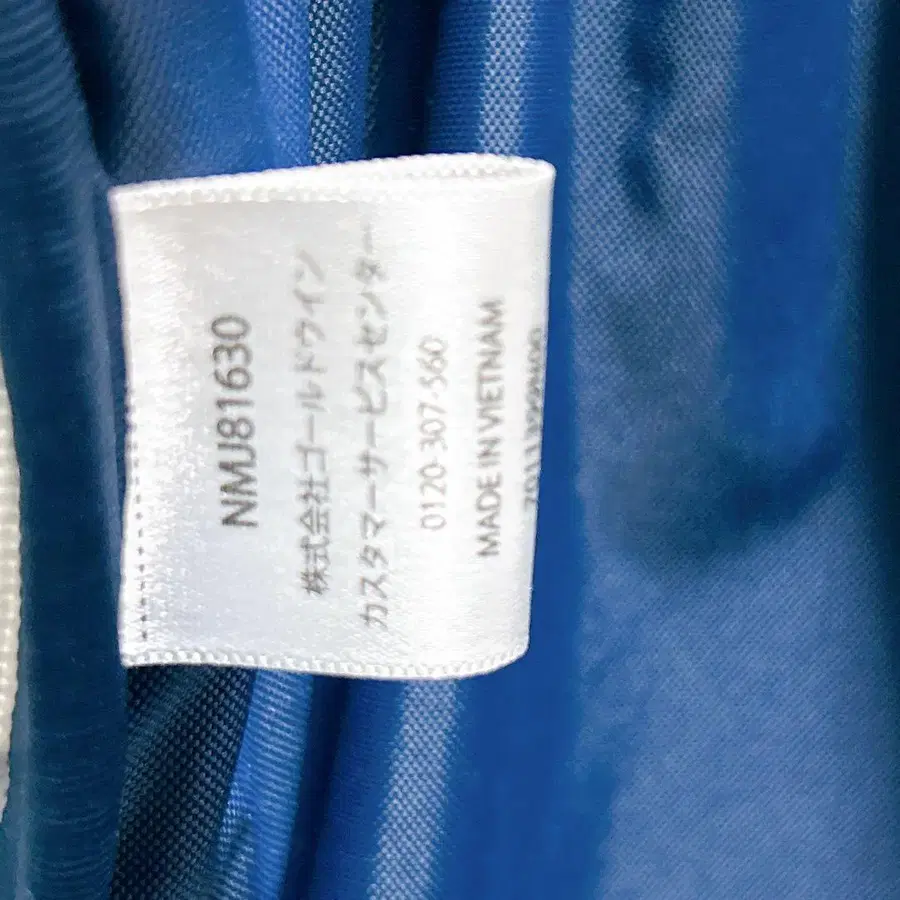 NMJ81630
株式会社ゴールドウイン
カスタマーサービスセンター
0120-307-560
MADE IN VIETNAM